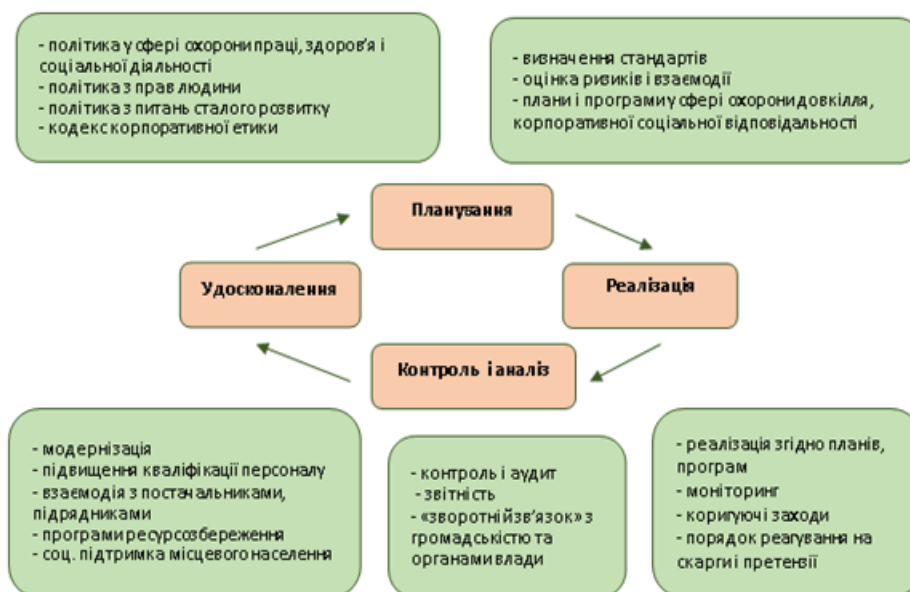 - політика у сфері охорони праці, здоров'я і
соціальної діяльності
- політика з прав людини
- політика з питань сталого розвитку
- кодекс корпоративної етики
- визначення стандартів
- оцінка ризиків і взаємодії
- плани і програми у сфері охорони довкілля,
корпоративної соціальної відповідальності
Планування
Удосконалення
Реалізація
Контроль і аналіз
- модернізація
- підвищення кваліфікації персоналу
- взаємодія з постачальниками,
підрядниками
- програми ресурсозбереження
- соц. підтримка місцевого населення
- контроль і аудит
- звітність
- «зворотній зв'язок» з
громадськістю та
органами влади
- реалізація згідно планів,
програм
- моніторинг
- коригуючі заходи
- порядок реагування на
скарги і претензії